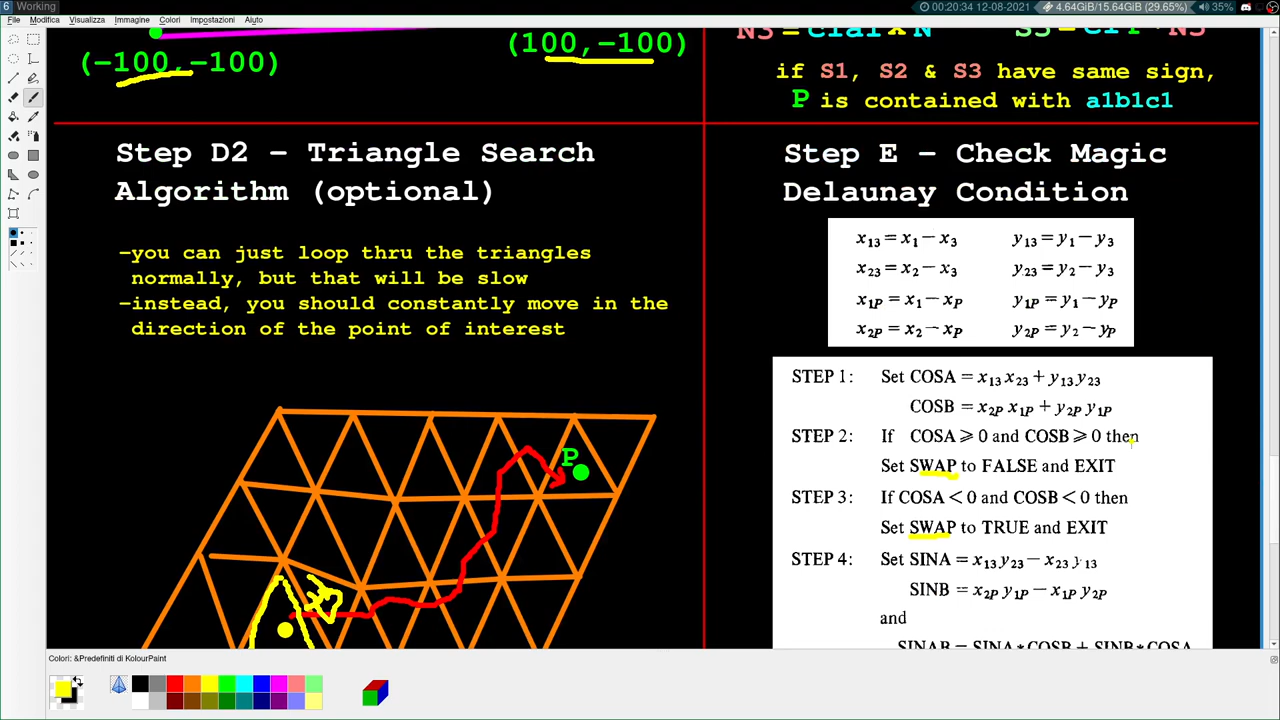 6 Working
00:20:34 12-08-2021 4.64GiB/15.64GiB (29.65%) 35%
File Modifica Visualizza Immagine Colori Impostazioni Aiuto
(-100,-100)
(100,-100)
if S1, S2 & S3 have same sign,
P is contained with a1b1c1
Step D2 - Triangle Search
Algorithm (optional)
-you can just loop thru the triangles
normally, but that will be slow
-instead, you should constantly move in the
direction of the point of interest
P
Step E - Check Magic
Delaunay Condition
x13 = x1 - x3 y13 = y1 - y3
x23 = x2 - x3 y23 = y2 - y3
x1P = x1 - xP y1P = y1 - yP
x2P = x2 - xP y2P = y2 - yP
STEP 1: Set COSA = x13 x23 + y13 y23
COSB = x2P x1P + y2P y1P
STEP 2: If COSA ≥ 0 and COSB ≥ 0 then
Set SWAP to FALSE and EXIT
STEP 3: If COSA < 0 and COSB < 0 then
Set SWAP to TRUE and EXIT
STEP 4: Set SINA = x13 y23 - x23 y13
SINB = x2P y1P - x1P y2P
and
SINAB = SINA*COSB + SINB*COSA
Colori: &Predefiniti di KolourPaint